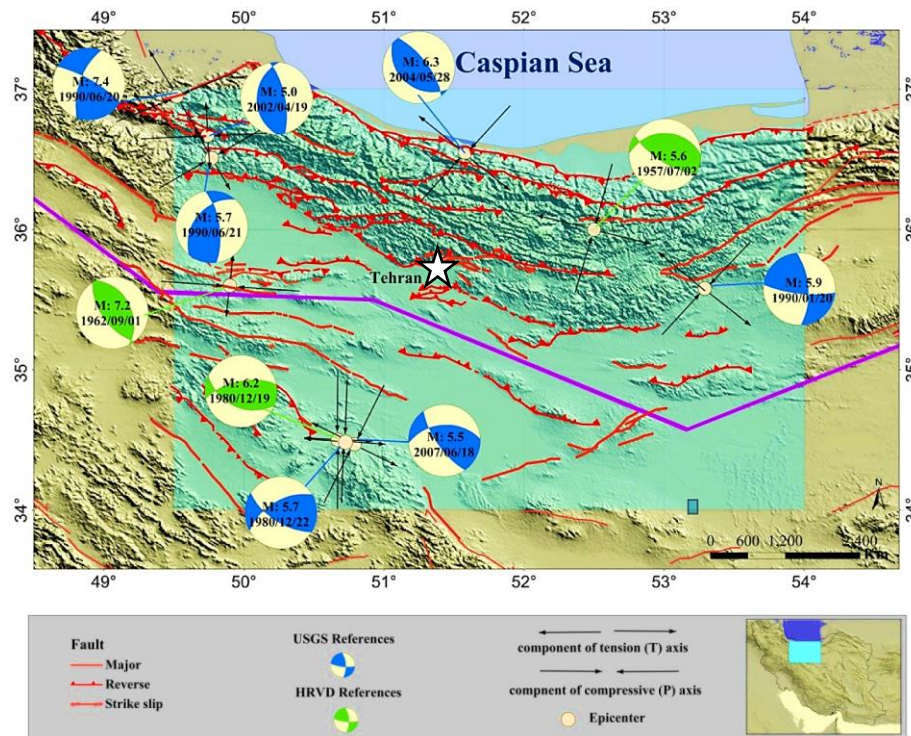 49° 50° 51° 52° 53° 54°
37°
36°
35°
34°
37°
36°
35°
34°
Caspian Sea
M: 7.4
1990/06/20
M: 5.0
2002/04/19
M: 6.3
2004/05/28
M: 5.6
1957/07/02
M: 5.7
1990/06/21
Tehran
M: 5.9
1990/01/20
M: 7.2
1962/09/01
M: 6.2
1980/12/19
M: 5.5
2007/06/18
M: 5.7
1980/12/22
N
0 600 1,200 2,400
Km
49° 50° 51° 52° 53° 54°
Fault
Major
Reverse
Strike slip
USGS References
HRVD References
component of tension (T) axis
compnent of compressive (P) axis
Epicenter